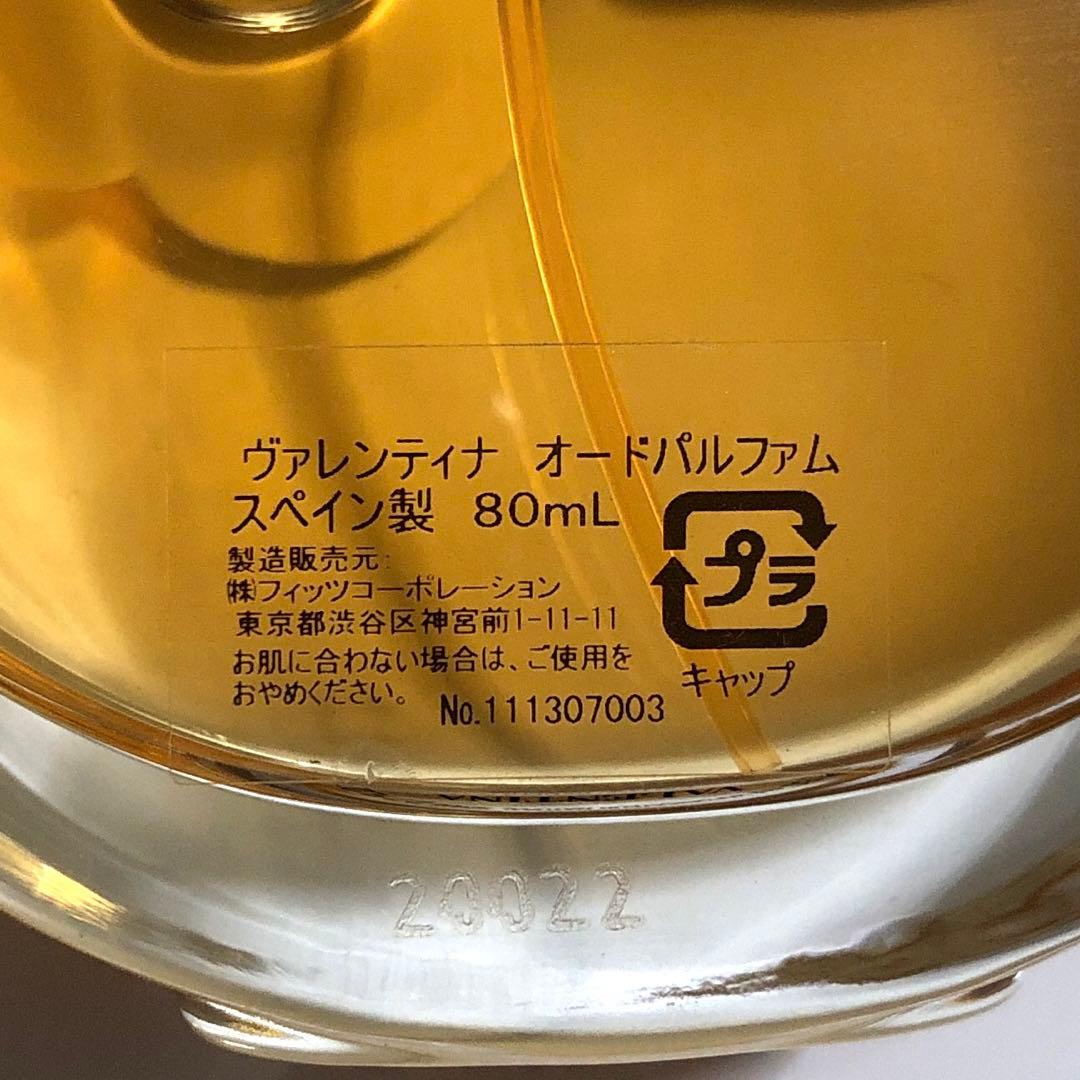 ヴァレンティナ　オードパルファム
スペイン製　80mL
製造販売元:
㈱フィッツコーポレーション
東京都渋谷区神宮前1-11-11
お肌に合わない場合は、ご使用を
おやめください。
No.111307003
プラ
キャップ
20022